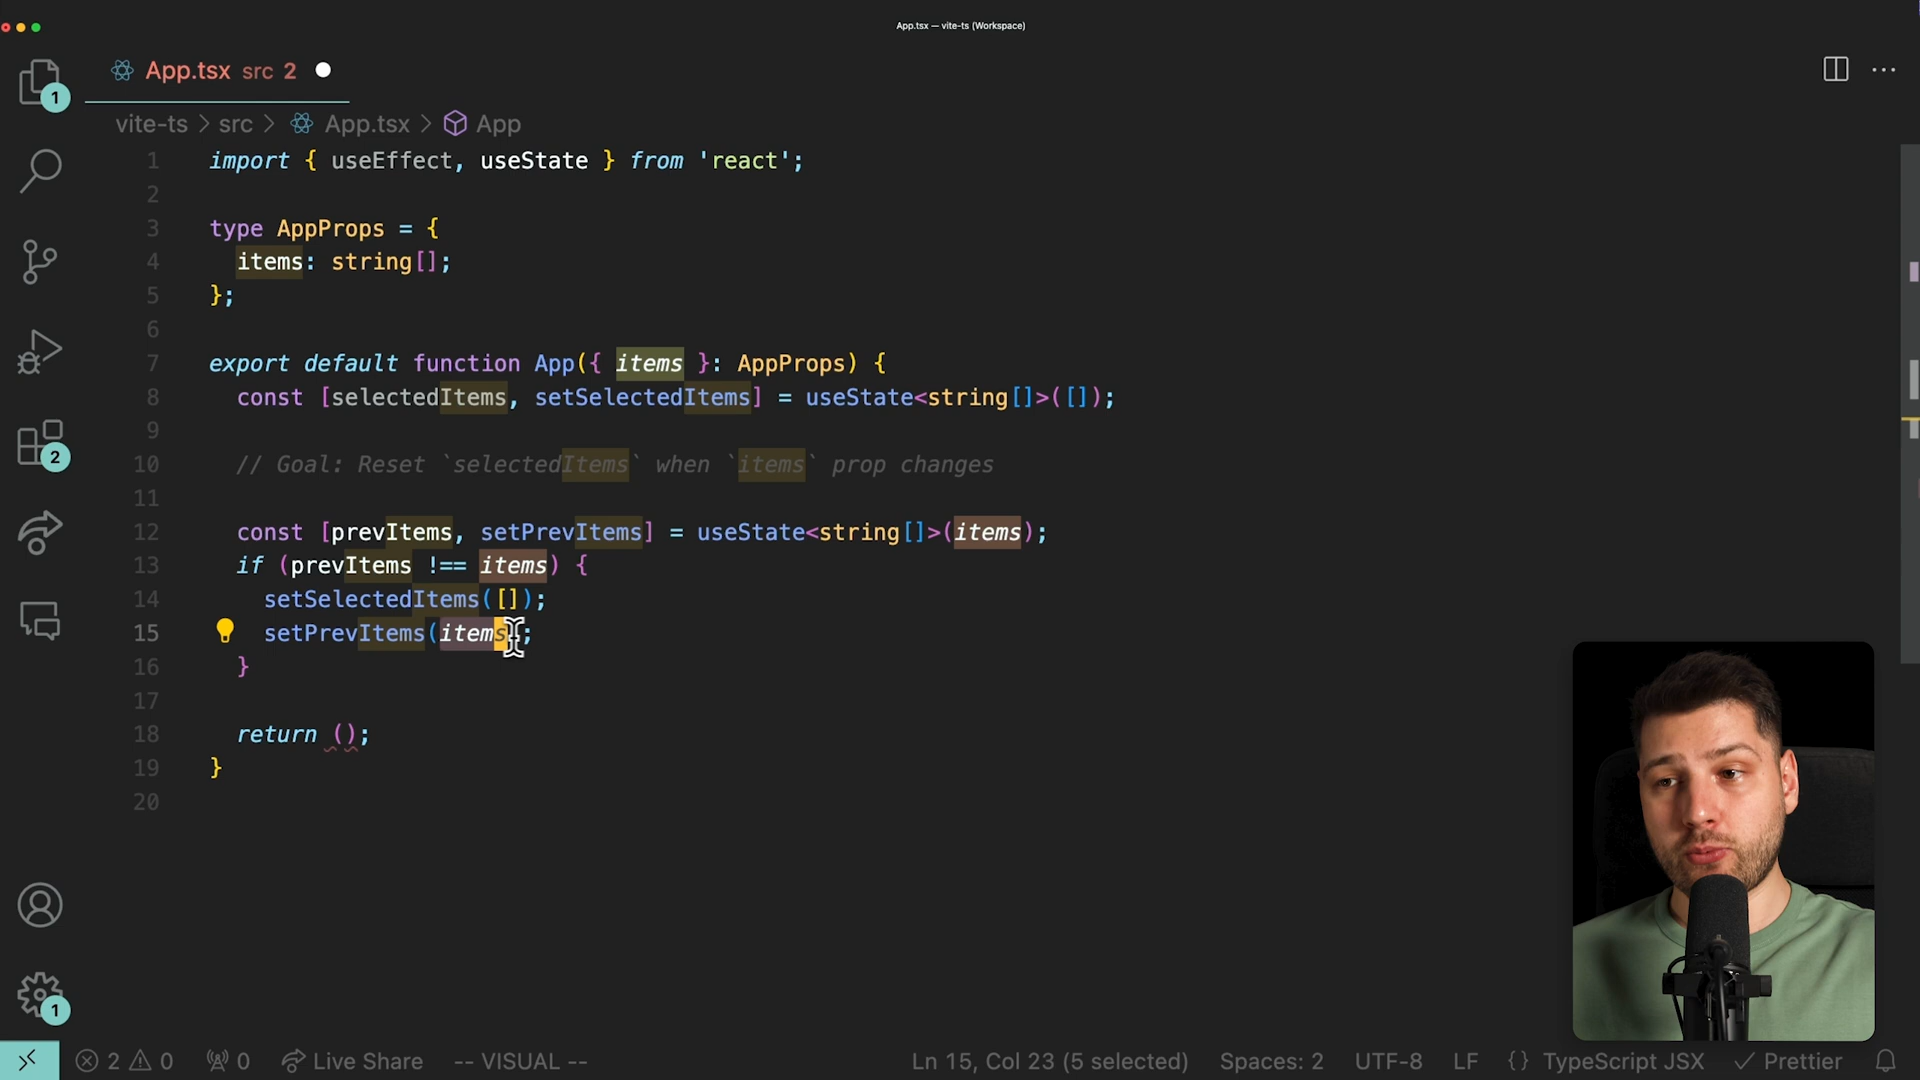 App.tsx — vite-ts (Workspace)
App.tsx src 2
1
vite-ts > src > App.tsx > App
1 import { useEffect, useState } from 'react';
2
3 type AppProps = {
4 items: string[];
5 };
6
7 export default function App({ items }: AppProps) {
8 const [selectedItems, setSelectedItems] = useState<string[]>([]);
9
10 // Goal: Reset `selectedItems` when `items` prop changes
11
12 const [prevItems, setPrevItems] = useState<string[]>(items);
13 if (prevItems !== items) {
14 setSelectedItems([]);
15 setPrevItems(items);
16 }
17
18 return ();
19 }
20
2
1
2 0 0 Live Share -- VISUAL -- Ln 15, Col 23 (5 selected) Spaces: 2 UTF-8 LF {} TypeScript JSX Prettier